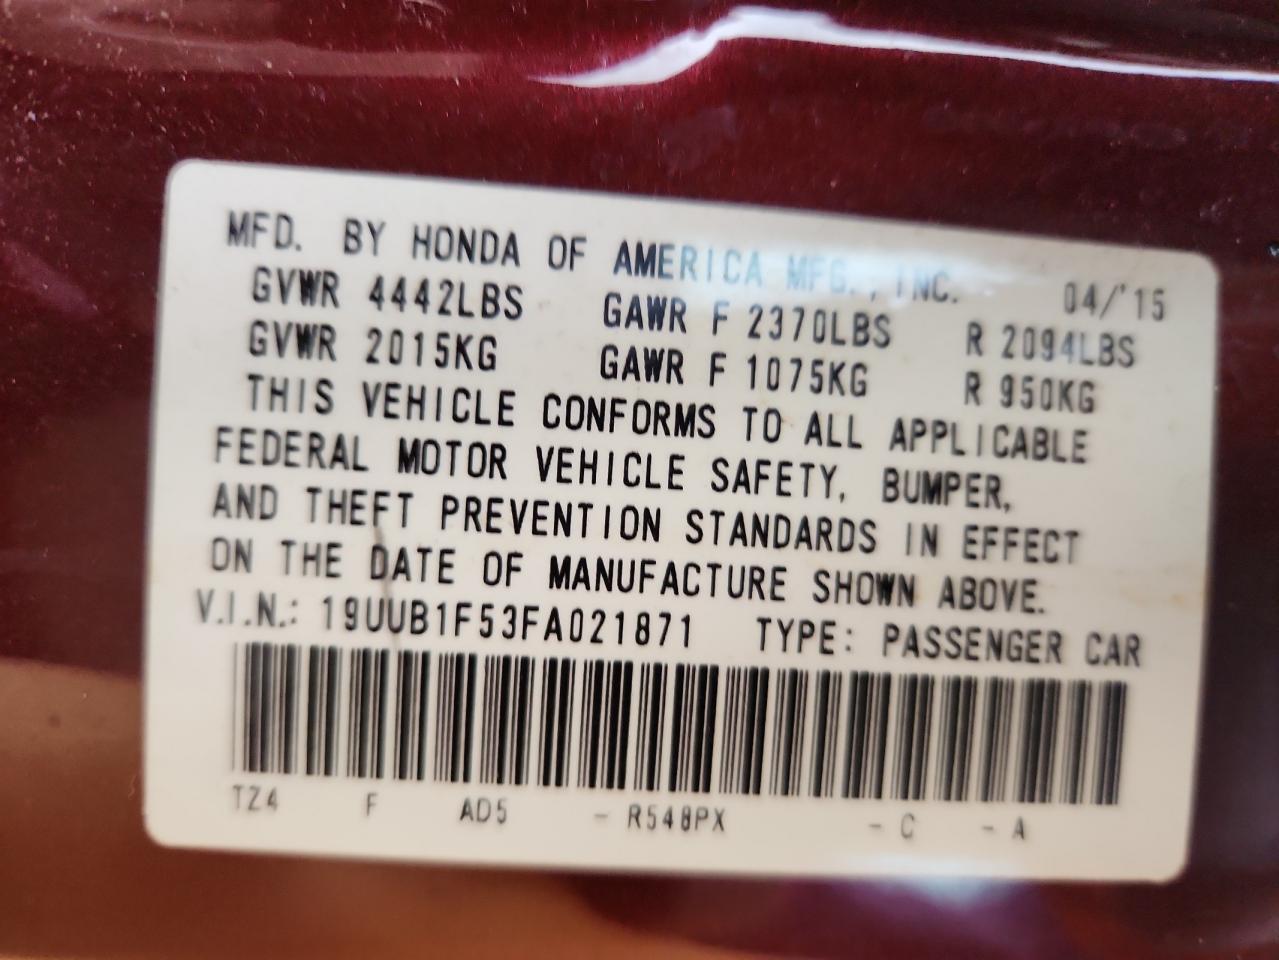 MFD. BY HONDA OF AMERICA MFG., INC. 04/'15
GVWR 4442LBS GAWR F 2370LBS R 2094LBS
GVWR 2015KG GAWR F 1075KG R 950KG
THIS VEHICLE CONFORMS TO ALL APPLICABLE
FEDERAL MOTOR VEHICLE SAFETY, BUMPER,
AND THEFT PREVENTION STANDARDS IN EFFECT
ON THE DATE OF MANUFACTURE SHOWN ABOVE.
V.I.N.: 19UUB1F53FA021871 TYPE: PASSENGER CAR
TZ4 F AD5 - R548PX - C - A